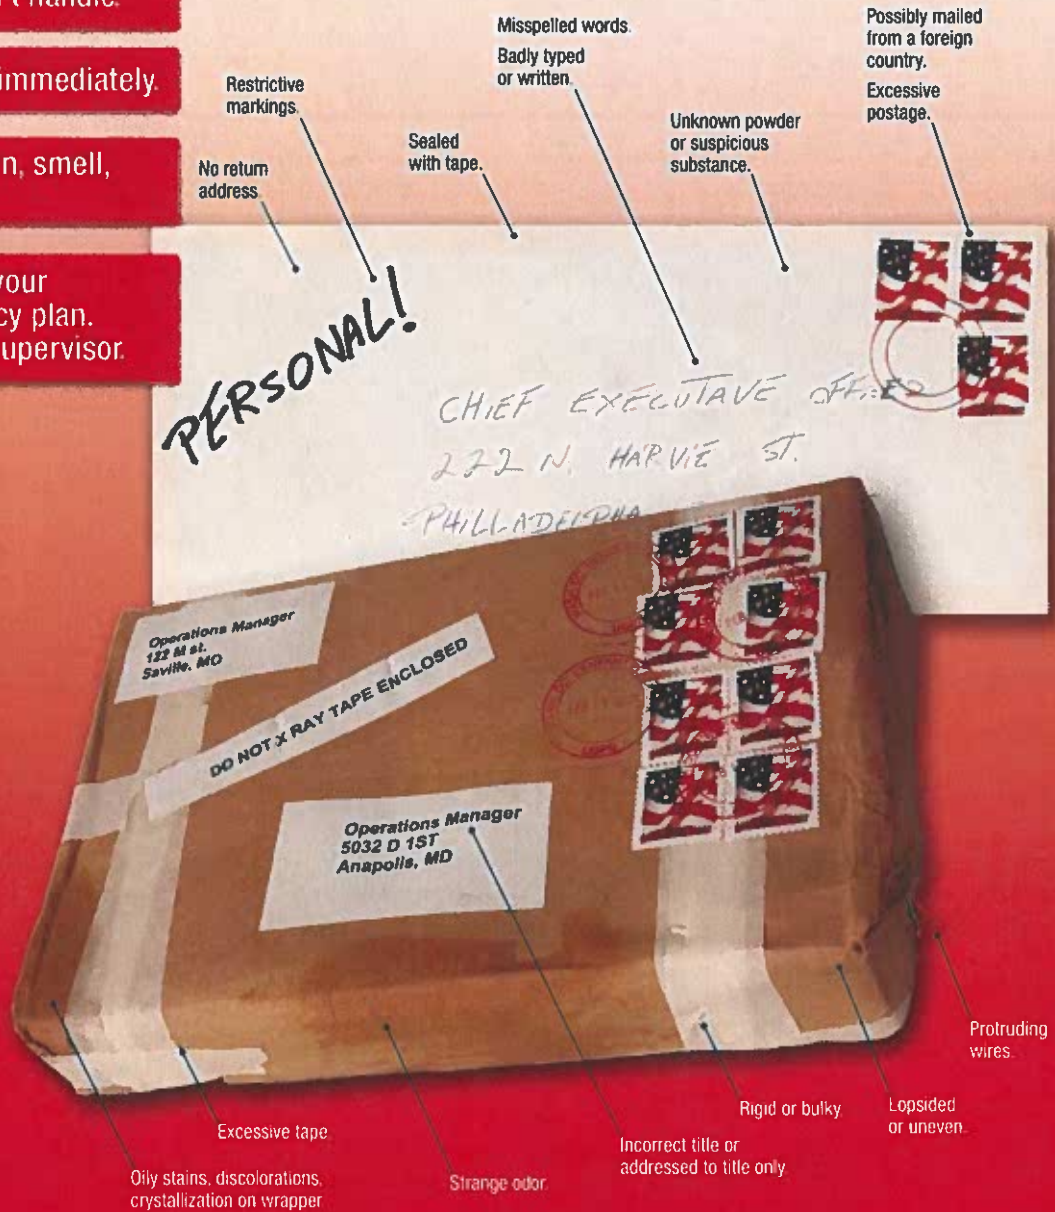 t handle.
immediately.
n, smell,
your
cy plan.
supervisor.
Restrictive
markings.
No return
address.
Sealed
with tape.
Misspelled words.
Badly typed
or written.
Unknown powder
or suspicious
substance.
Possibly mailed
from a foreign
country.
Excessive
postage.
PERSONAL!
CHIEF EXECUTAVE
222 N. HARVIE ST.
PHILLADELPHA
Operations Manager
122 M st.
Saville, MO
DO NOT X RAY TAPE ENCLOSED
Operations Manager
5032 D 1ST
Anapolis, MD
Protruding
wires.
Lopsided
or uneven.
Rigid or bulky.
Incorrect title or
addressed to title only.
Strange odor.
Excessive tape.
Oily stains, discolorations,
crystallization on wrapper